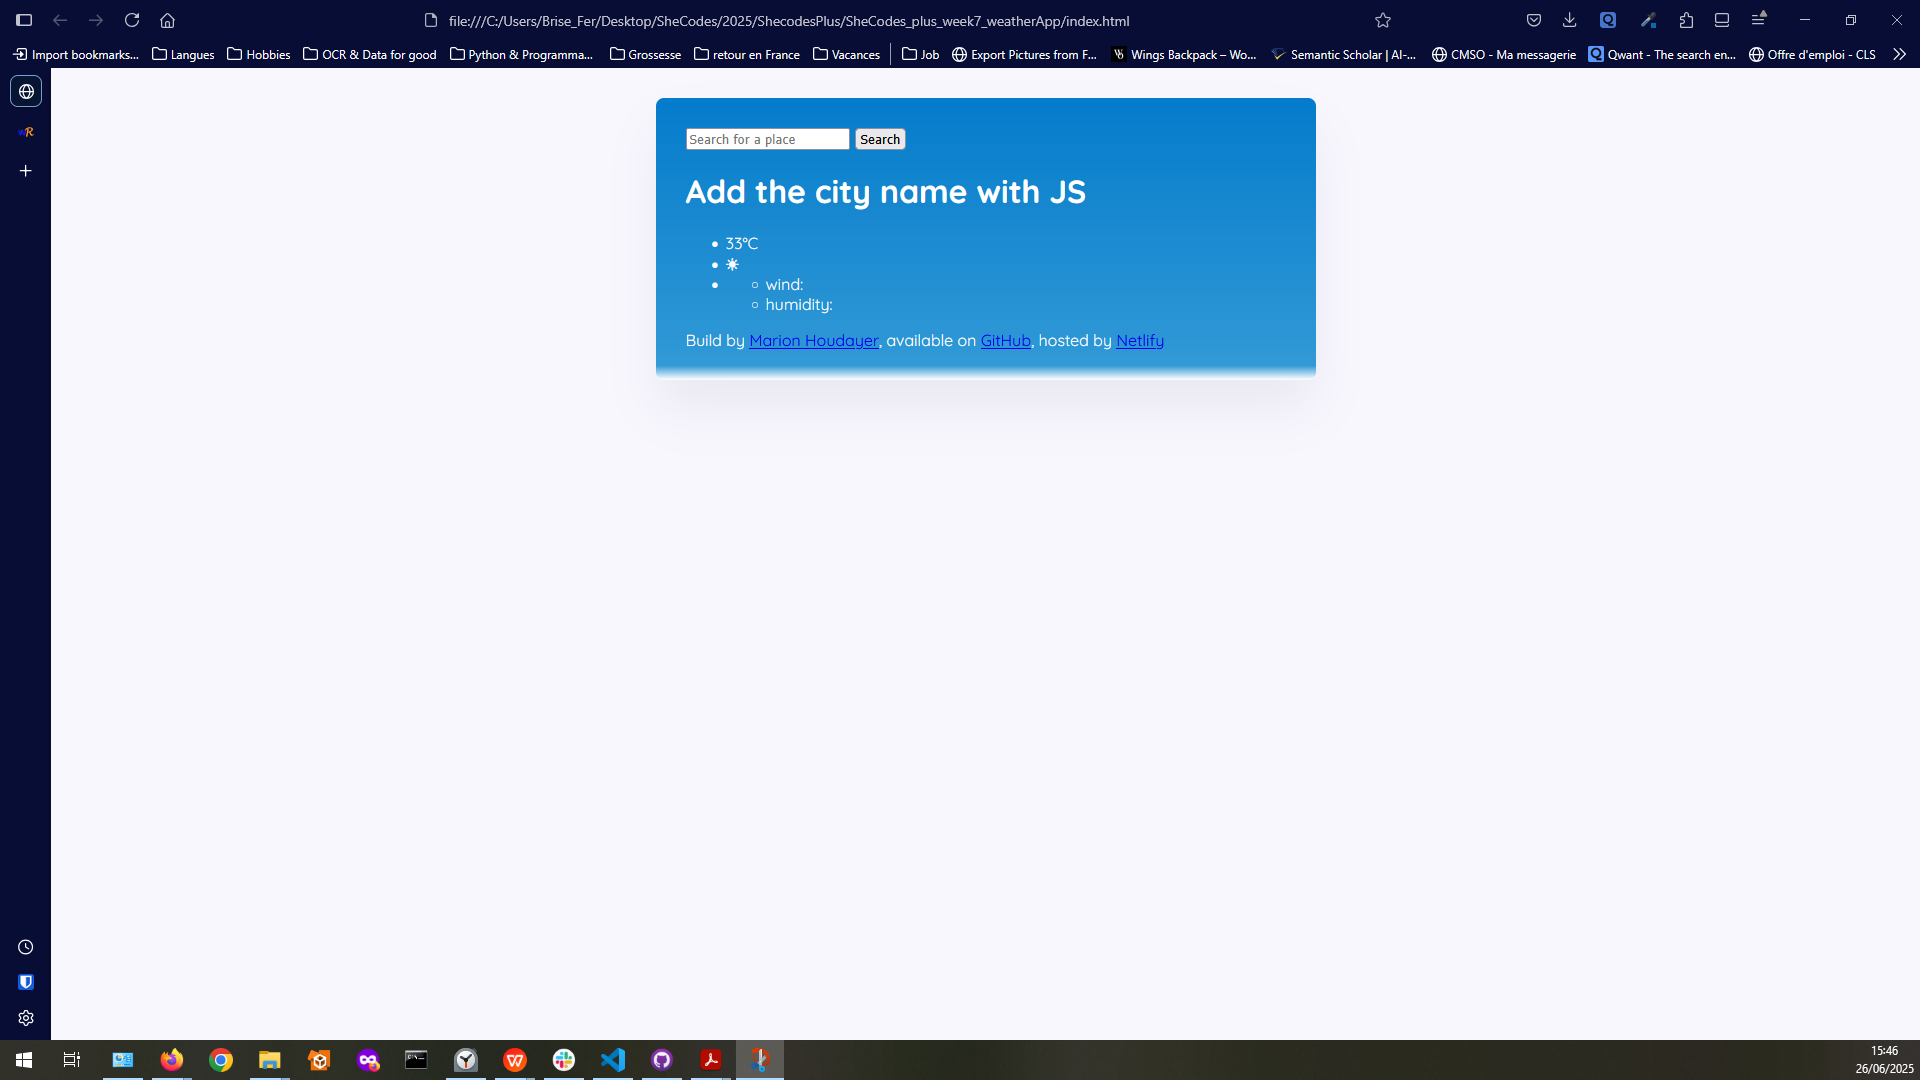 file:///C:/Users/Brise_Fer/Desktop/SheCodes/2025/ShecodesPlus/SheCodes_plus_week7_weatherApp/index.html
Import bookmarks... Langues Hobbies OCR & Data for good Python & Programma... Grossesse retour en France Vacances Job Export Pictures from F... Wings Backpack – Wo... Semantic Scholar | AI-... CMSO - Ma messagerie Qwant - The search en... Offre d'emploi - CLS
Search for a place Search
Add the city name with JS
33°C
wind:
humidity:
Build by Marion Houdayer, available on GitHub, hosted by Netlify
15:46
26/06/2025